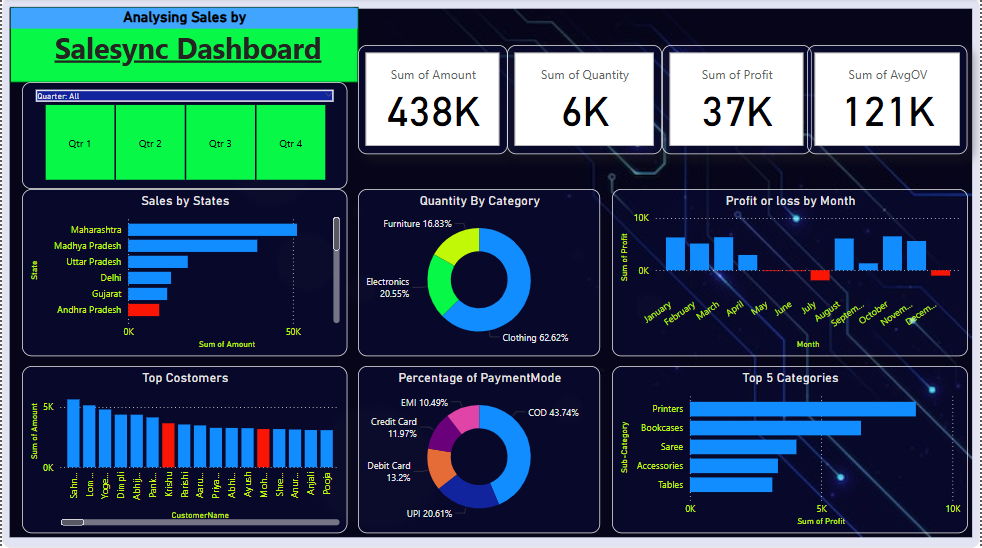 Analysing Sales by
Salesync Dashboard
Quarter: All
Qtr 1
Qtr 2
Qtr 3
Qtr 4
Sum of Amount
438K
Sum of Quantity
6K
Sum of Profit
37K
Sum of AvgOV
121K
Sales by States
State
Maharashtra
Madhya Pradesh
Uttar Pradesh
Delhi
Gujarat
Andhra Pradesh
0K
50K
Sum of Amount
Quantity By Category
Furniture 16.83%
Electronics
20.55%
Clothing 62.62%
Profit or loss by Month
Sum of Profit
10K
0K
January
February
March
April
May
June
July
August
Septem...
October
Novem...
Decem...
Month
Top Costomers
Sum of Amount
5K
0K
Sahn...
Lom...
Yoge...
Dimpli
Abhij...
Pank...
Krishu
Parishi
Aaru...
Priya...
Abhi...
Ayush
Moh...
She...
Anur...
Anjali
Pooja
CustomerName
Percentage of PaymentMode
EMI 10.49%
COD 43.74%
Credit Card
11.97%
Debit Card
13.2%
UPI 20.61%
Top 5 Categories
Sub-Category
Printers
Bookcases
Saree
Accessories
Tables
0K
5K
10K
Sum of Profit